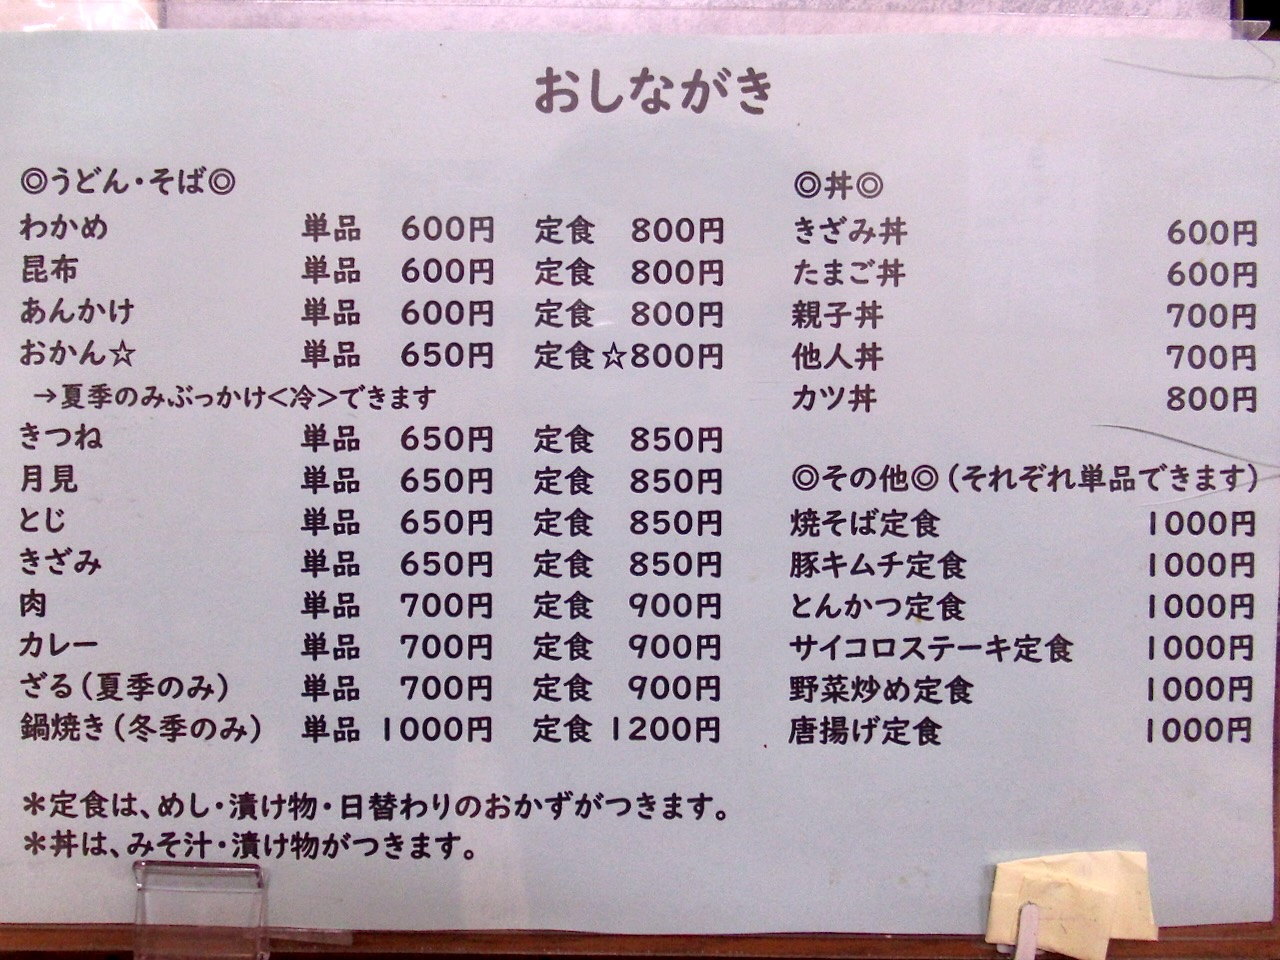 おしながき
◎うどん・そば◎
わかめ 単品 600円 定食 800円
昆布 単品 600円 定食 800円
あんかけ 単品 600円 定食 800円
おかん☆ 単品 650円 定食☆800円
→夏季のみぶっかけ<冷>できます
きつね 単品 650円 定食 850円
月見 単品 650円 定食 850円
とじ 単品 650円 定食 850円
きざみ 単品 650円 定食 850円
肉 単品 700円 定食 900円
カレー 単品 700円 定食 900円
ざる(夏季のみ) 単品 700円 定食 900円
鍋焼き(冬季のみ) 単品 1000円 定食 1200円
*定食は、めし・漬け物・日替わりのおかずがつきます。
*丼は、みそ汁・漬け物がつきます。
◎丼◎
きざみ丼 600円
たまご丼 600円
親子丼 700円
他人丼 700円
カツ丼 800円
◎その他◎(それぞれ単品できます)
焼そば定食 1000円
豚キムチ定食 1000円
とんかつ定食 1000円
サイコロステーキ定食 1000円
野菜炒め定食 1000円
唐揚げ定食 1000円